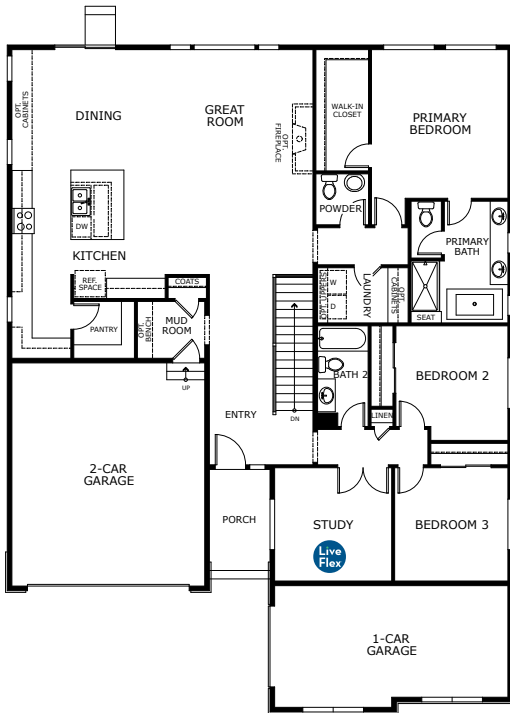 OPT.
CABINETS
DINING
GREAT
ROOM
OPT.
FIREPLACE
WALK-IN
CLOSET
PRIMARY
BEDROOM
POWDER
DW
KITCHEN
PRIMARY
BATH
REF.
SPACE
COATS
W
D
OPT.
UPPERS
LAUNDRY
OPT.
CABINETS
SEAT
PANTRY
OPT.
BENCH
MUD
ROOM
UP
BATH 2
BEDROOM 2
LINEN
ENTRY
DN
2-CAR
GARAGE
PORCH
STUDY
BEDROOM 3
Live
Flex
1-CAR
GARAGE